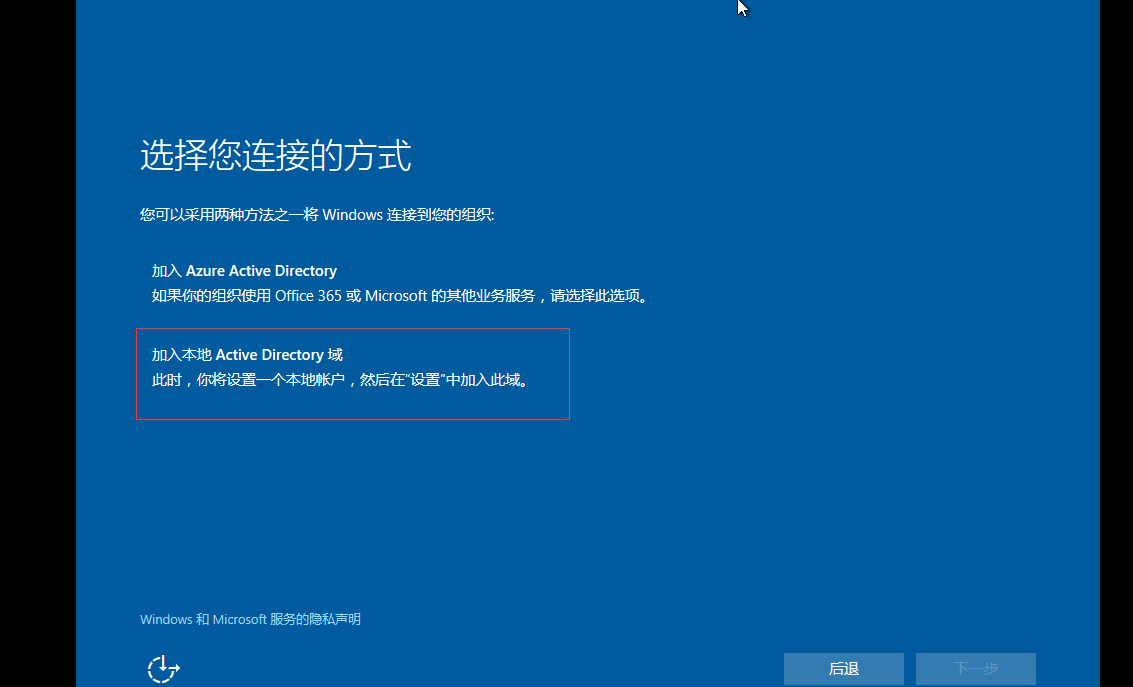 选择您连接的方式
您可以采用两种方法之一将 Windows 连接到您的组织:
加入 Azure Active Directory
如果你的组织使用 Office 365 或 Microsoft 的其他业务服务，请选择此选项。
加入本地 Active Directory 域
此时，你将设置一个本地帐户，然后在“设置”中加入此域。
Windows 和 Microsoft 服务的隐私声明
后退
下一步